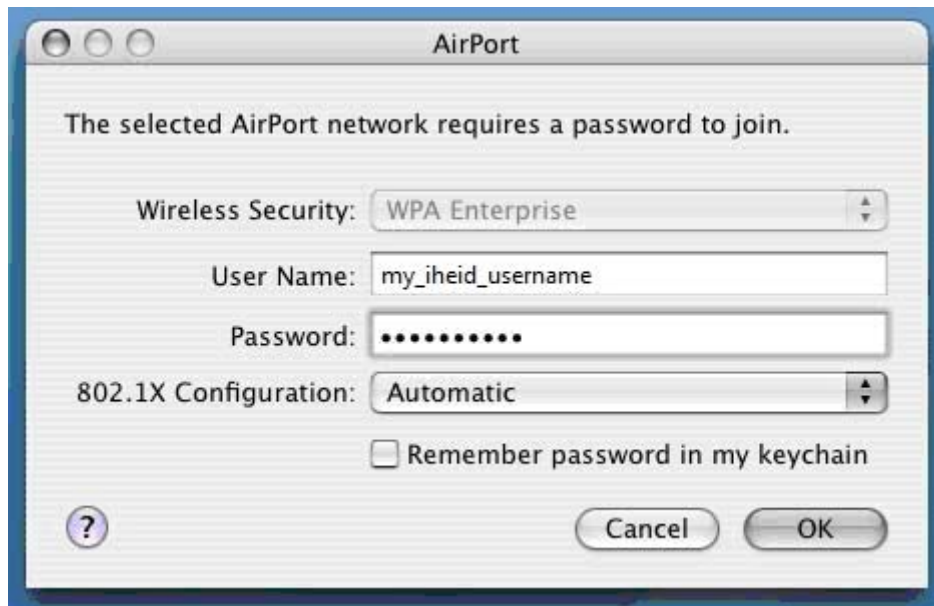 AirPort
The selected AirPort network requires a password to join.
Wireless Security: WPA Enterprise
User Name: my_iheid_username
Password: ••••••••••
802.1X Configuration: Automatic
Remember password in my keychain
? Cancel OK